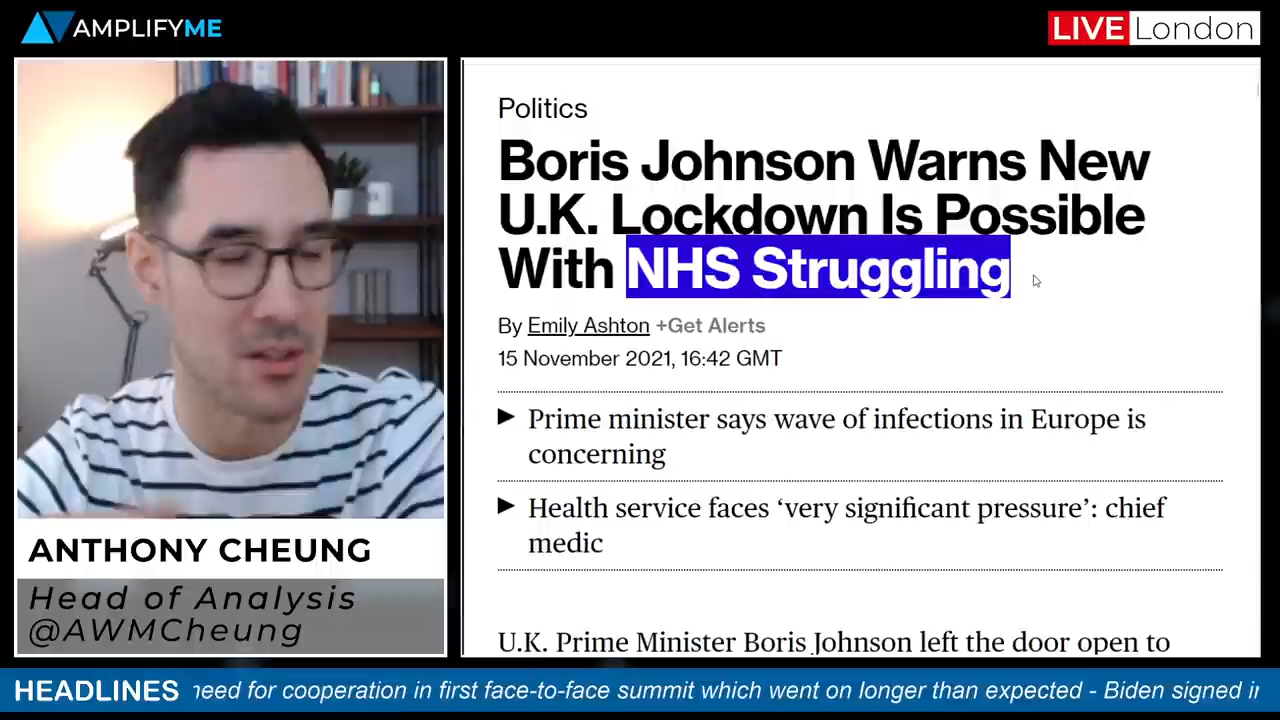 AMPLIFYME
LIVE London
Politics
Boris Johnson Warns New
U.K. Lockdown Is Possible
With NHS Struggling
By Emily Ashton +Get Alerts
15 November 2021, 16:42 GMT
Prime minister says wave of infections in Europe is
concerning
Health service faces ‘very significant pressure’: chief
medic
U.K. Prime Minister Boris Johnson left the door open to
ANTHONY CHEUNG
Head of Analysis
@AWMCheung
HEADLINES need for cooperation in first face-to-face summit which went on longer than expected - Biden signed